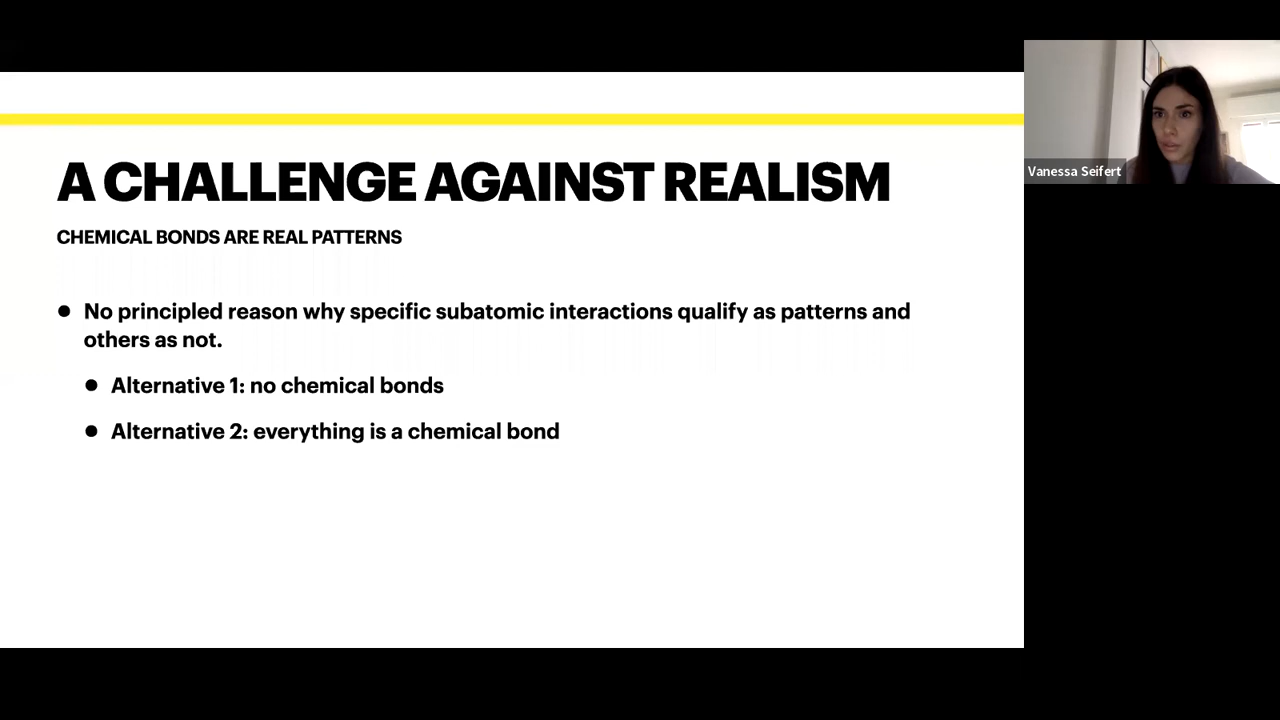 A CHALLENGE AGAINST REALISM
CHEMICAL BONDS ARE REAL PATTERNS
● No principled reason why specific subatomic interactions qualify as patterns and
others as not.
● Alternative 1: no chemical bonds
● Alternative 2: everything is a chemical bond
Vanessa Seifert